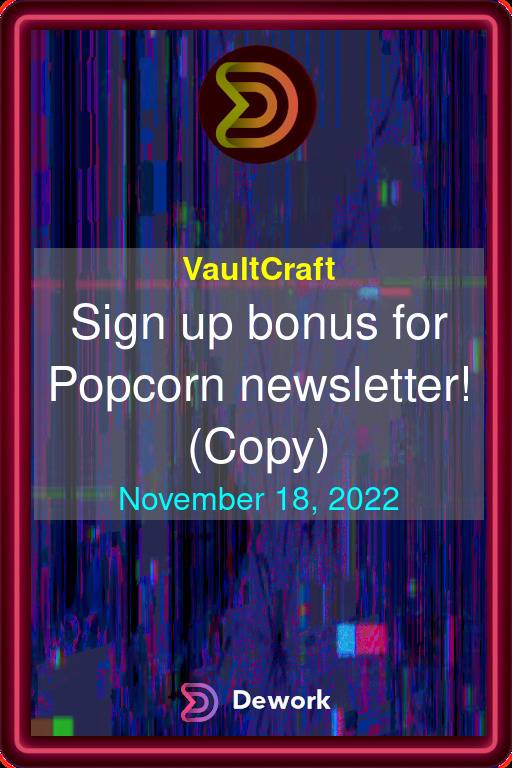 VaultCraft
Sign up bonus for
Popcorn newsletter!
(Copy)
November 18, 2022
Dework